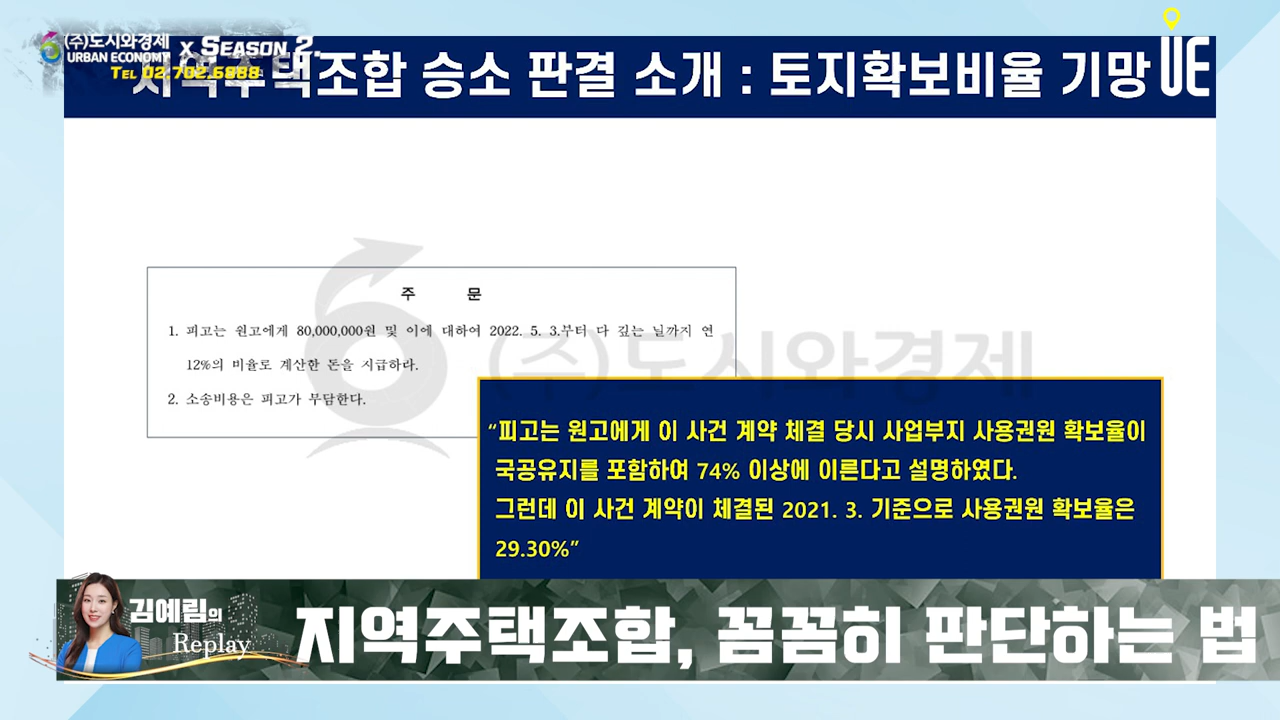 (주)도시와경제
URBAN ECONOMY
X SEASON 2.
TEL 02.702.6888
지역주택조합 승소 판결 소개 : 토지확보비율 기망
UE
주 문
1. 피고는 원고에게 80,000,000원 및 이에 대하여 2022. 5. 3.부터 다 갚는 날까지 연
12%의 비율로 계산한 돈을 지급하라.
2. 소송비용은 피고가 부담한다.
(주)도시와경제
“피고는 원고에게 이 사건 계약 체결 당시 사업부지 사용권원 확보율이
국공유지를 포함하여 74% 이상에 이른다고 설명하였다.
그런데 이 사건 계약이 체결된 2021. 3. 기준으로 사용권원 확보율은
29.30%”
김예림의
Replay
지역주택조합, 꼼꼼히 판단하는 법